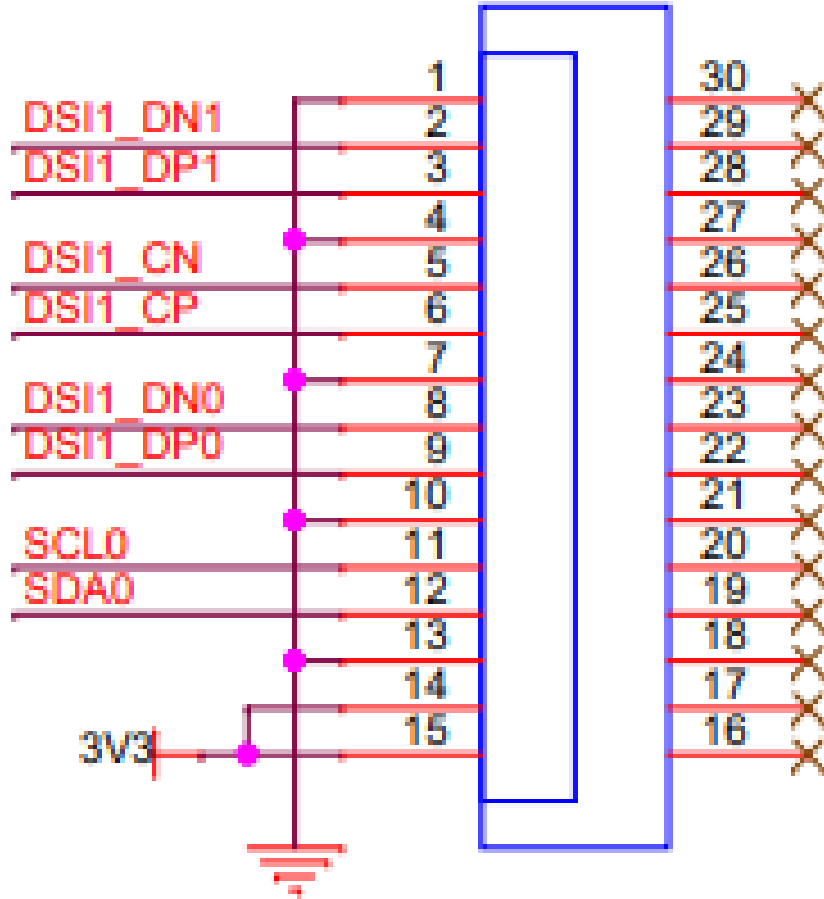 1 30
DSI1_DN1 2 29
DSI1_DP1 3 28
4 27
DSI1_CN 5 26
DSI1_CP 6 25
7 24
DSI1_DN0 8 23
DSI1_DP0 9 22
10 21
SCL0 11 20
SDA0 12 19
13 18
14 17
3V3 15 16